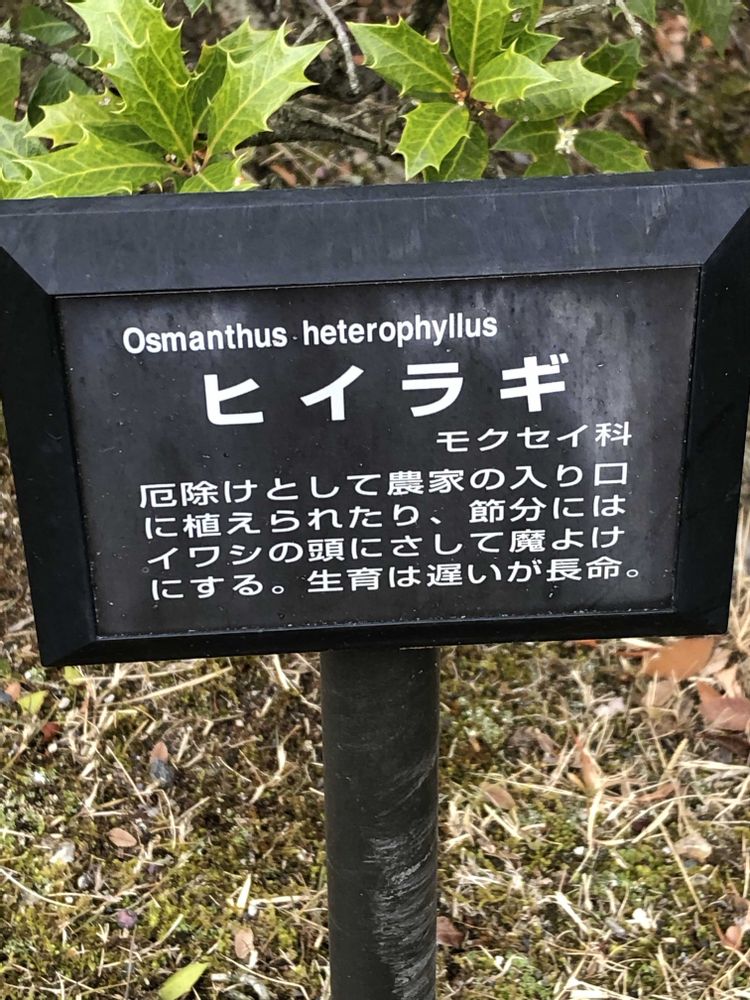 Osmanthus heterophyllus
ヒイラギ
モクセイ科
厄除けとして農家の入り口
に植えられたり、節分には
イワシの頭にさして魔よけ
にする。生育は遅いが長命。